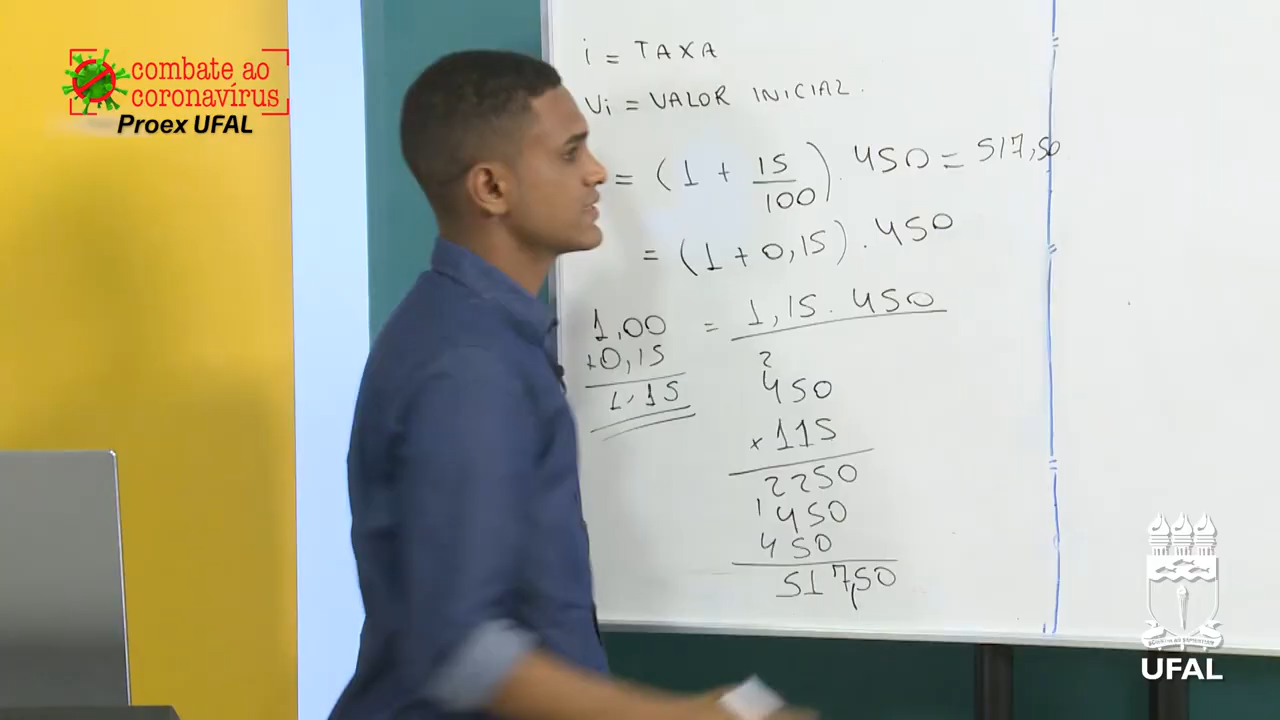 combate ao
coronavírus
Proex UFAL
i = TAXA
Vi = VALOR INICIAL.
= (1 + 15/100) . 450 = 517,50
= (1 + 0,15) . 450
= 1,15 . 450
1,00
+0,15
1,15
2
450
× 115
2250
1 450
450
517,50
UFAL